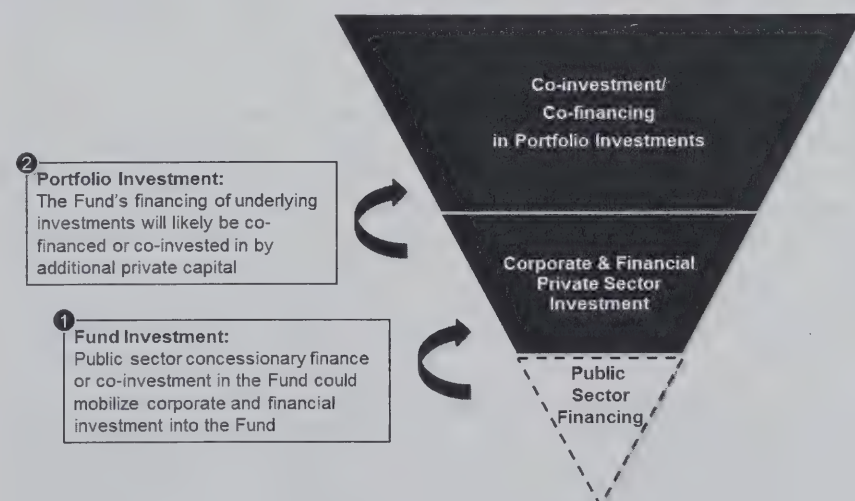 Co-investment/
Co-financing
in Portfolio Investments
2
Portfolio Investment:
The Fund's financing of underlying
investments will likely be co-
financed or co-invested in by
additional private capital
Corporate & Financial
Private Sector
Investment
1
Fund Investment:
Public sector concessionary finance
or co-investment in the Fund could
mobilize corporate and financial
investment into the Fund
Public
Sector
Financing